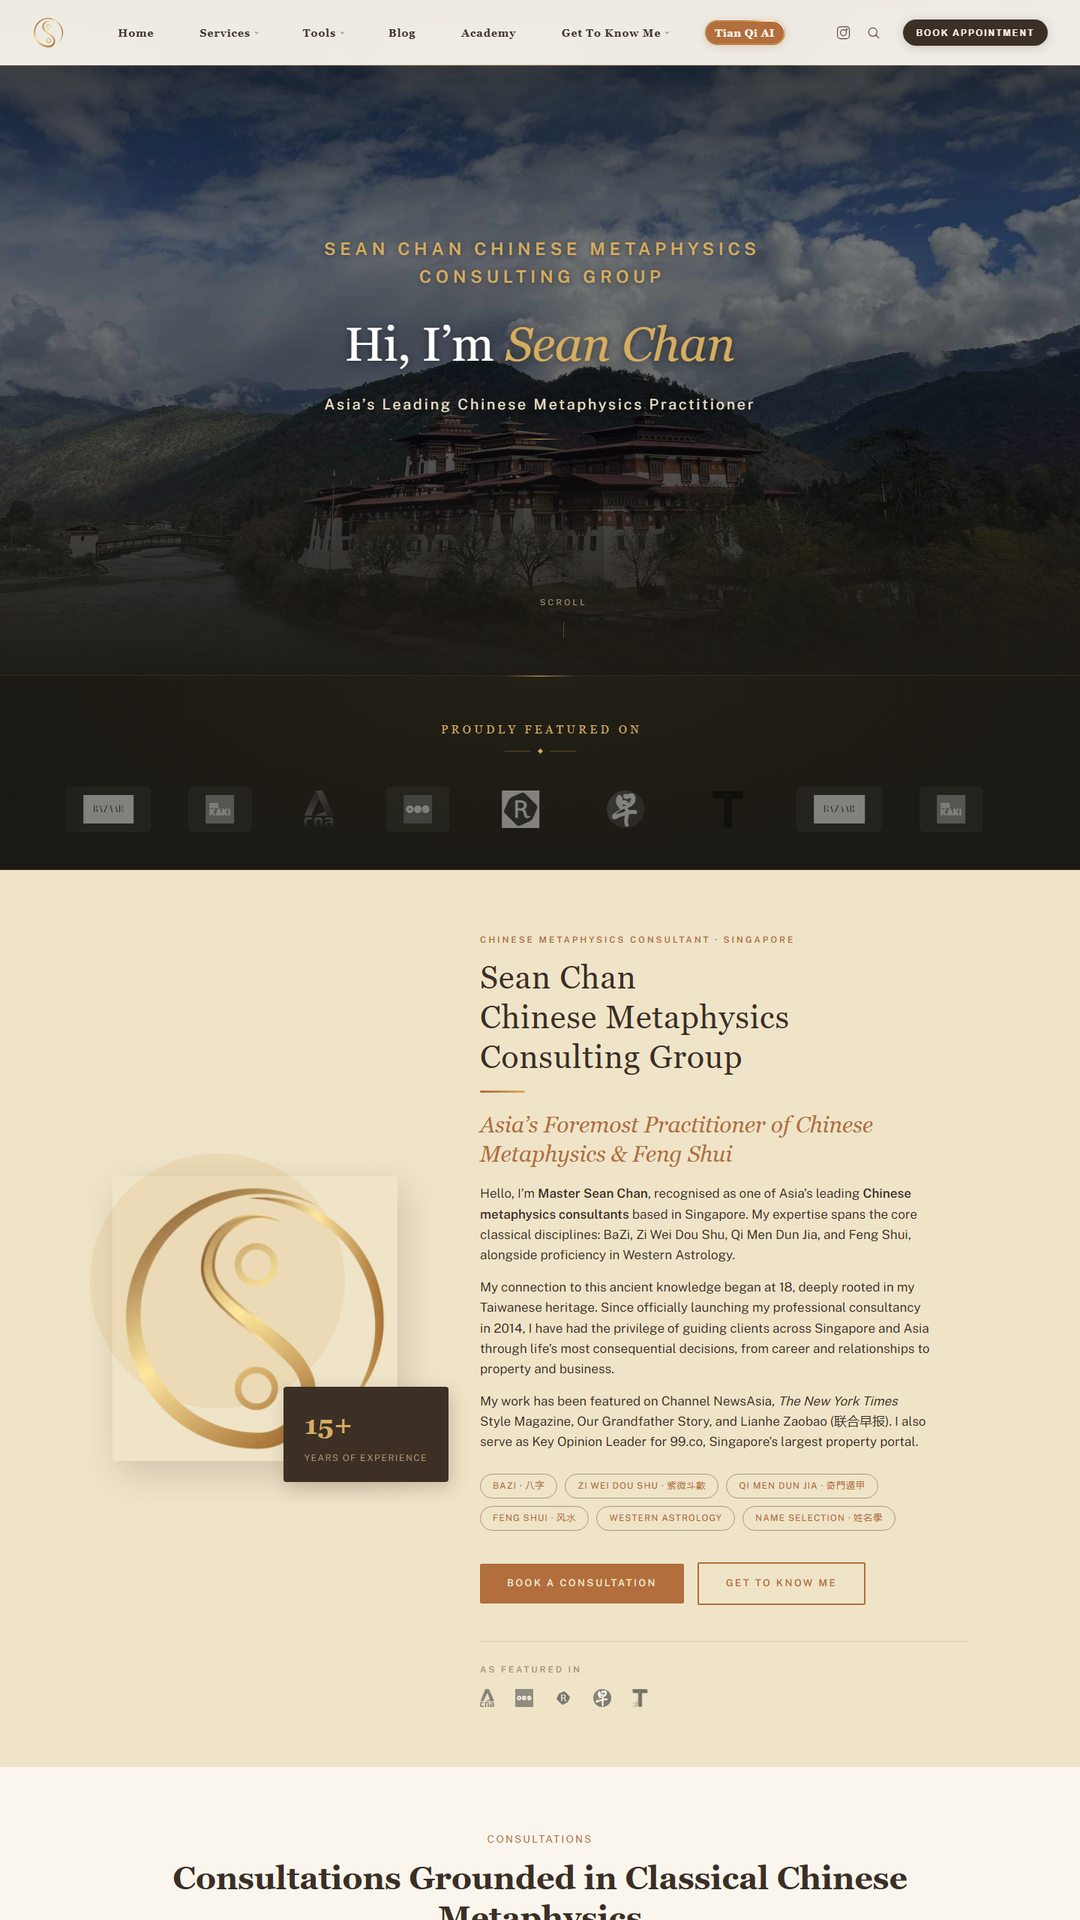 Home
Services
Tools
Blog
Academy
Get To Know Me
Tian Qi AI
BOOK APPOINTMENT
SEAN CHAN CHINESE METAPHYSICS
CONSULTING GROUP
Hi, I’m Sean Chan
Asia’s Leading Chinese Metaphysics Practitioner
SCROLL
PROUDLY FEATURED ON
BAZAAR
KAKI
cna
OGS
R
早
T
BAZAAR
KAKI
CHINESE METAPHYSICS CONSULTANT · SINGAPORE
Sean Chan
Chinese Metaphysics
Consulting Group
Asia’s Foremost Practitioner of Chinese
Metaphysics & Feng Shui
Hello, I’m Master Sean Chan, recognised as one of Asia’s leading Chinese
metaphysics consultants based in Singapore. My expertise spans the core
classical disciplines: BaZi, Zi Wei Dou Shu, Qi Men Dun Jia, and Feng Shui,
alongside proficiency in Western Astrology.
My connection to this ancient knowledge began at 18, deeply rooted in my
Taiwanese heritage. Since officially launching my professional consultancy
in 2014, I have had the privilege of guiding clients across Singapore and Asia
through life’s most consequential decisions, from career and relationships to
property and business.
My work has been featured on Channel NewsAsia, The New York Times
Style Magazine, Our Grandfather Story, and Lianhe Zaobao (联合早报). I also
serve as Key Opinion Leader for 99.co, Singapore’s largest property portal.
15+
YEARS OF EXPERIENCE
BAZI · 八字
ZI WEI DOU SHU · 紫微斗數
QI MEN DUN JIA · 奇門遁甲
FENG SHUI · 风水
WESTERN ASTROLOGY
NAME SELECTION · 姓名學
BOOK A CONSULTATION
GET TO KNOW ME
AS FEATURED IN
cna
OGS
R
早
T
CONSULTATIONS
Consultations Grounded in Classical Chinese
Metaphysics